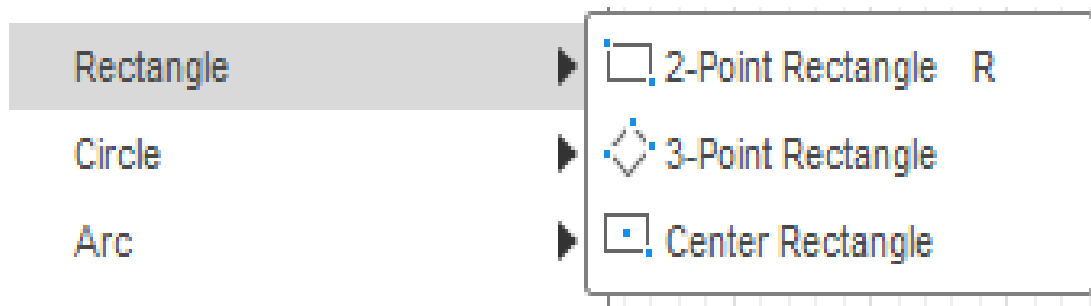 Rectangle
Circle
Arc
2-Point Rectangle R
3-Point Rectangle
Center Rectangle